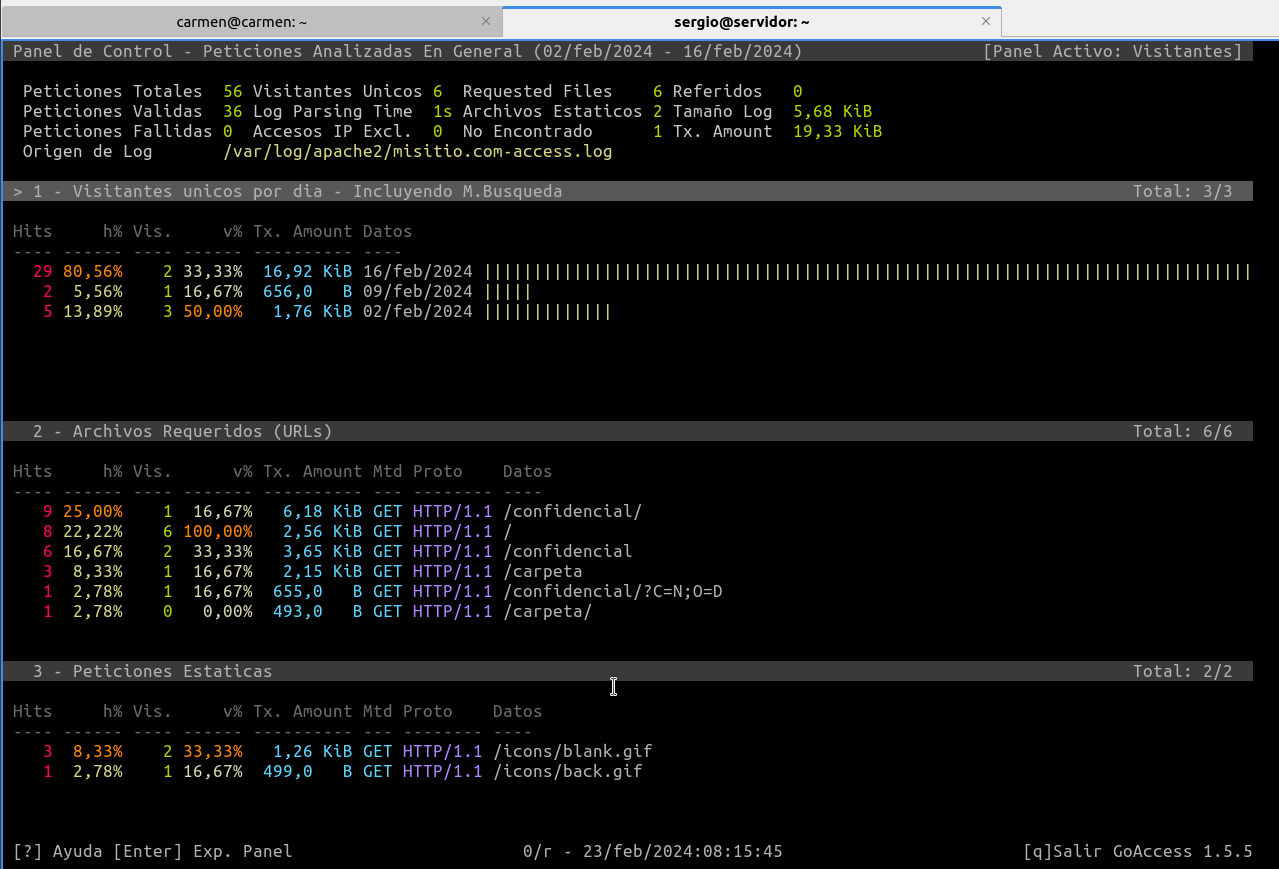 carmen@carmen: ~ × sergio@servidor: ~ ×
Panel de Control - Peticiones Analizadas En General (02/feb/2024 - 16/feb/2024) [Panel Activo: Visitantes]
Peticiones Totales 56 Visitantes Unicos 6 Requested Files 6 Referidos 0
Peticiones Validas 36 Log Parsing Time 1s Archivos Estaticos 2 Tamaño Log 5,68 KiB
Peticiones Fallidas 0 Accesos IP Excl. 0 No Encontrado 1 Tx. Amount 19,33 KiB
Origen de Log /var/log/apache2/misitio.com-access.log
> 1 - Visitantes unicos por dia - Incluyendo M.Busqueda Total: 3/3
Hits h% Vis. v% Tx. Amount Datos
---- ------ ---- ------ ---------- ----
29 80,56% 2 33,33% 16,92 KiB 16/feb/2024 |||||||||||||||||||||||||||||||||||||||||||||||||||||||||||||||||||||||||||||
2 5,56% 1 16,67% 656,0 B 09/feb/2024 |||||
5 13,89% 3 50,00% 1,76 KiB 02/feb/2024 |||||||||||||
2 - Archivos Requeridos (URLs) Total: 6/6
Hits h% Vis. v% Tx. Amount Mtd Proto Datos
---- ------ ---- ------- ---------- --- -------- ----
9 25,00% 1 16,67% 6,18 KiB GET HTTP/1.1 /confidencial/
8 22,22% 6 100,00% 2,56 KiB GET HTTP/1.1 /
6 16,67% 2 33,33% 3,65 KiB GET HTTP/1.1 /confidencial
3 8,33% 1 16,67% 2,15 KiB GET HTTP/1.1 /carpeta
1 2,78% 1 16,67% 655,0 B GET HTTP/1.1 /confidencial/?C=N;O=D
1 2,78% 0 0,00% 493,0 B GET HTTP/1.1 /carpeta/
3 - Peticiones Estaticas Total: 2/2
Hits h% Vis. v% Tx. Amount Mtd Proto Datos
---- ------ ---- ------ ---------- --- -------- ----
3 8,33% 2 33,33% 1,26 KiB GET HTTP/1.1 /icons/blank.gif
1 2,78% 1 16,67% 499,0 B GET HTTP/1.1 /icons/back.gif
[?] Ayuda [Enter] Exp. Panel 0/r - 23/feb/2024:08:15:45 [q]Salir GoAccess 1.5.5